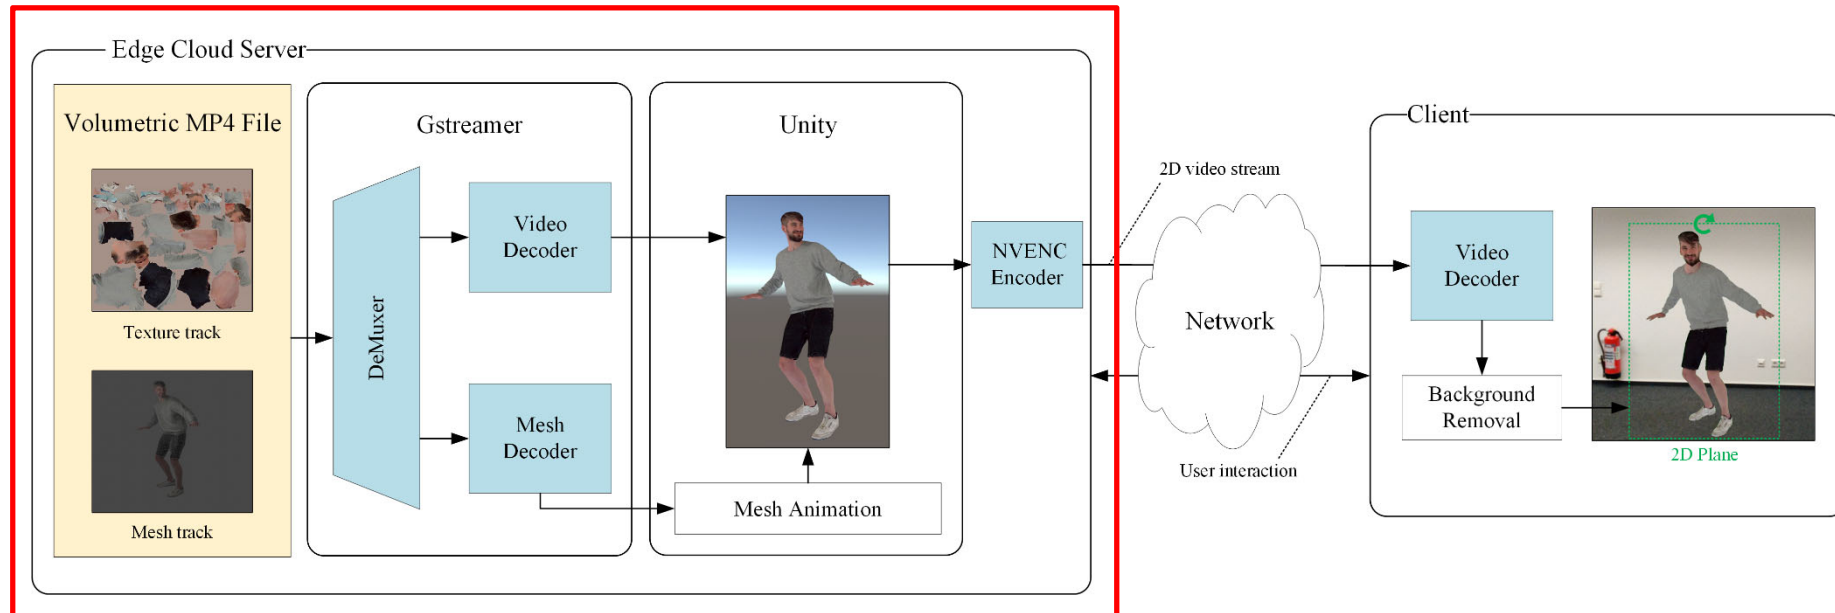 Edge Cloud Server
Volumetric MP4 File
Texture track
Mesh track
Gstreamer
DeMuxer
Video
Decoder
Mesh
Decoder
Unity
Mesh Animation
NVENC
Encoder
2D video stream
Network
User interaction
Client
Video
Decoder
Background
Removal
2D Plane